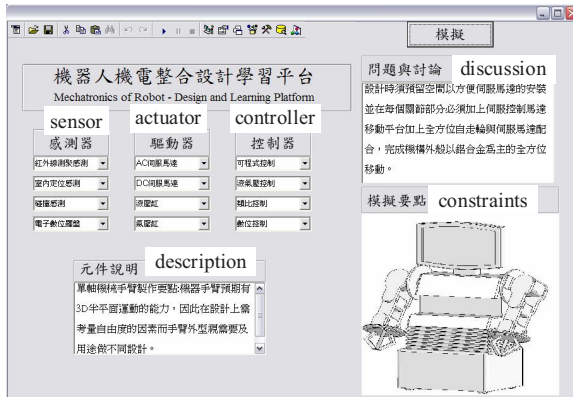 模擬
機器人機電整合設計學習平台
Mechatronics of Robot - Design and Learning Platform
sensor
感測器
紅外線測聚感測
室內定位感測
碰撞感測
電子數位羅盤
actuator
驅動器
AC伺服馬達
DC伺服馬達
液壓缸
氣壓缸
controller
控制器
可程式控制
液氣壓控制
類比控制
數位控制
元件說明 description
單軸機械手臂製作要點:機器手臂預期有
3D半平面運動的能力,因此在設計上需
考量自由度的因素而手臂外型視需要及
用途做不同設計。
問題與討論 discussion
設計時須預留空間以方便伺服馬達的安裝
並在每個關節部分必須加上伺服控制馬達
移動平台加上全方位自走輪與伺服馬達配
合,完成機構外殼以鋁合金為主的全方位
移動。
模擬要點 constraints